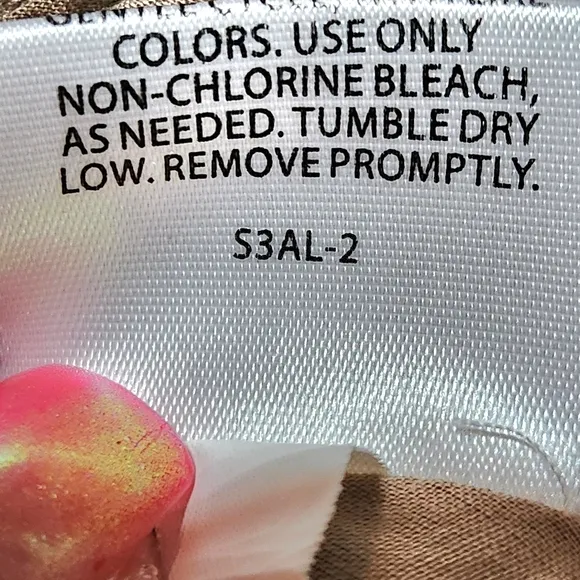 COLORS. USE ONLY
NON-CHLORINE BLEACH,
AS NEEDED. TUMBLE DRY
LOW. REMOVE PROMPTLY.
S3AL-2